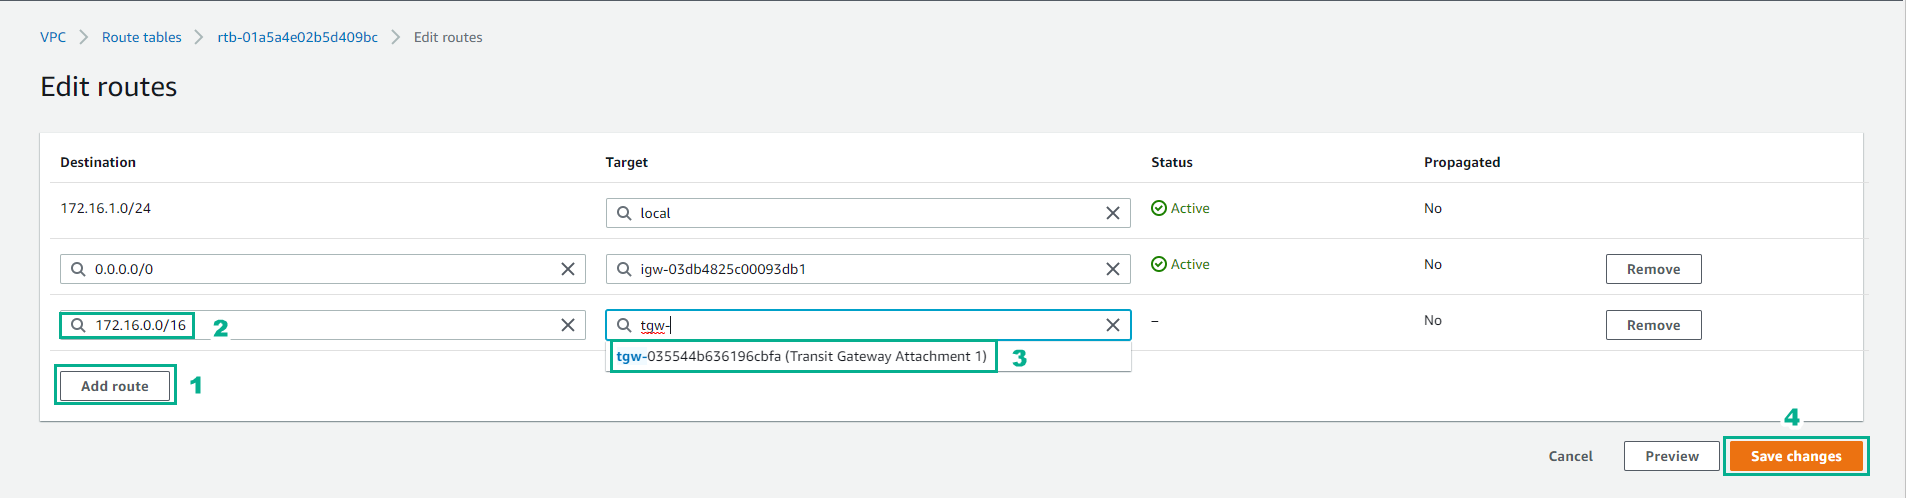 VPC > Route tables > rtb-01a5a4e02b5d409bc > Edit routes
Edit routes
Destination Target Status Propagated
172.16.1.0/24 local Active No
0.0.0.0/0 igw-03db4825c00093db1 Active No Remove
172.16.0.0/16 2 tgw- – No Remove
tgw-035544b636196cbfa (Transit Gateway Attachment 1) 3
Add route 1
4
Cancel Preview Save changes